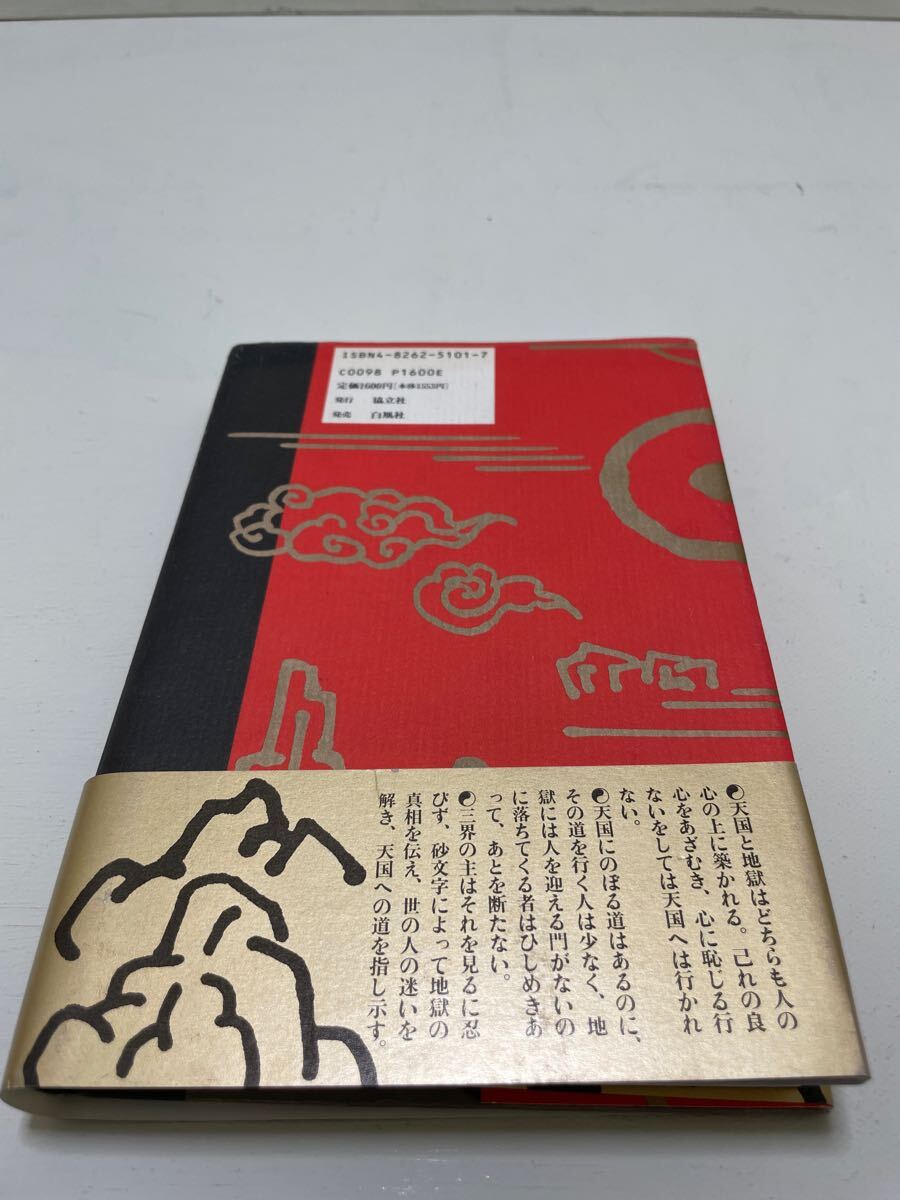 ISBN4-8262-5101-7
C0098 P1600E
定価1600円[本体1553円]
発行 協立社
発売 白凰社
☯天国と地獄はどちらも人の
心の上に築かれる。己れの良
心をあざむき、心に恥じる行
ないをしては天国へは行かれ
ない。
☯天国にのぼる道はあるのに、
その道を行く人は少なく、地
獄には人を迎える門がないの
に落ちてくる者はひしめきあ
って、あとを断たない。
☯三界の主はそれを見るに忍
びず、砂文字によって地獄の
真相を伝え、世の人の迷いを
解き、天国への道を指し示す。